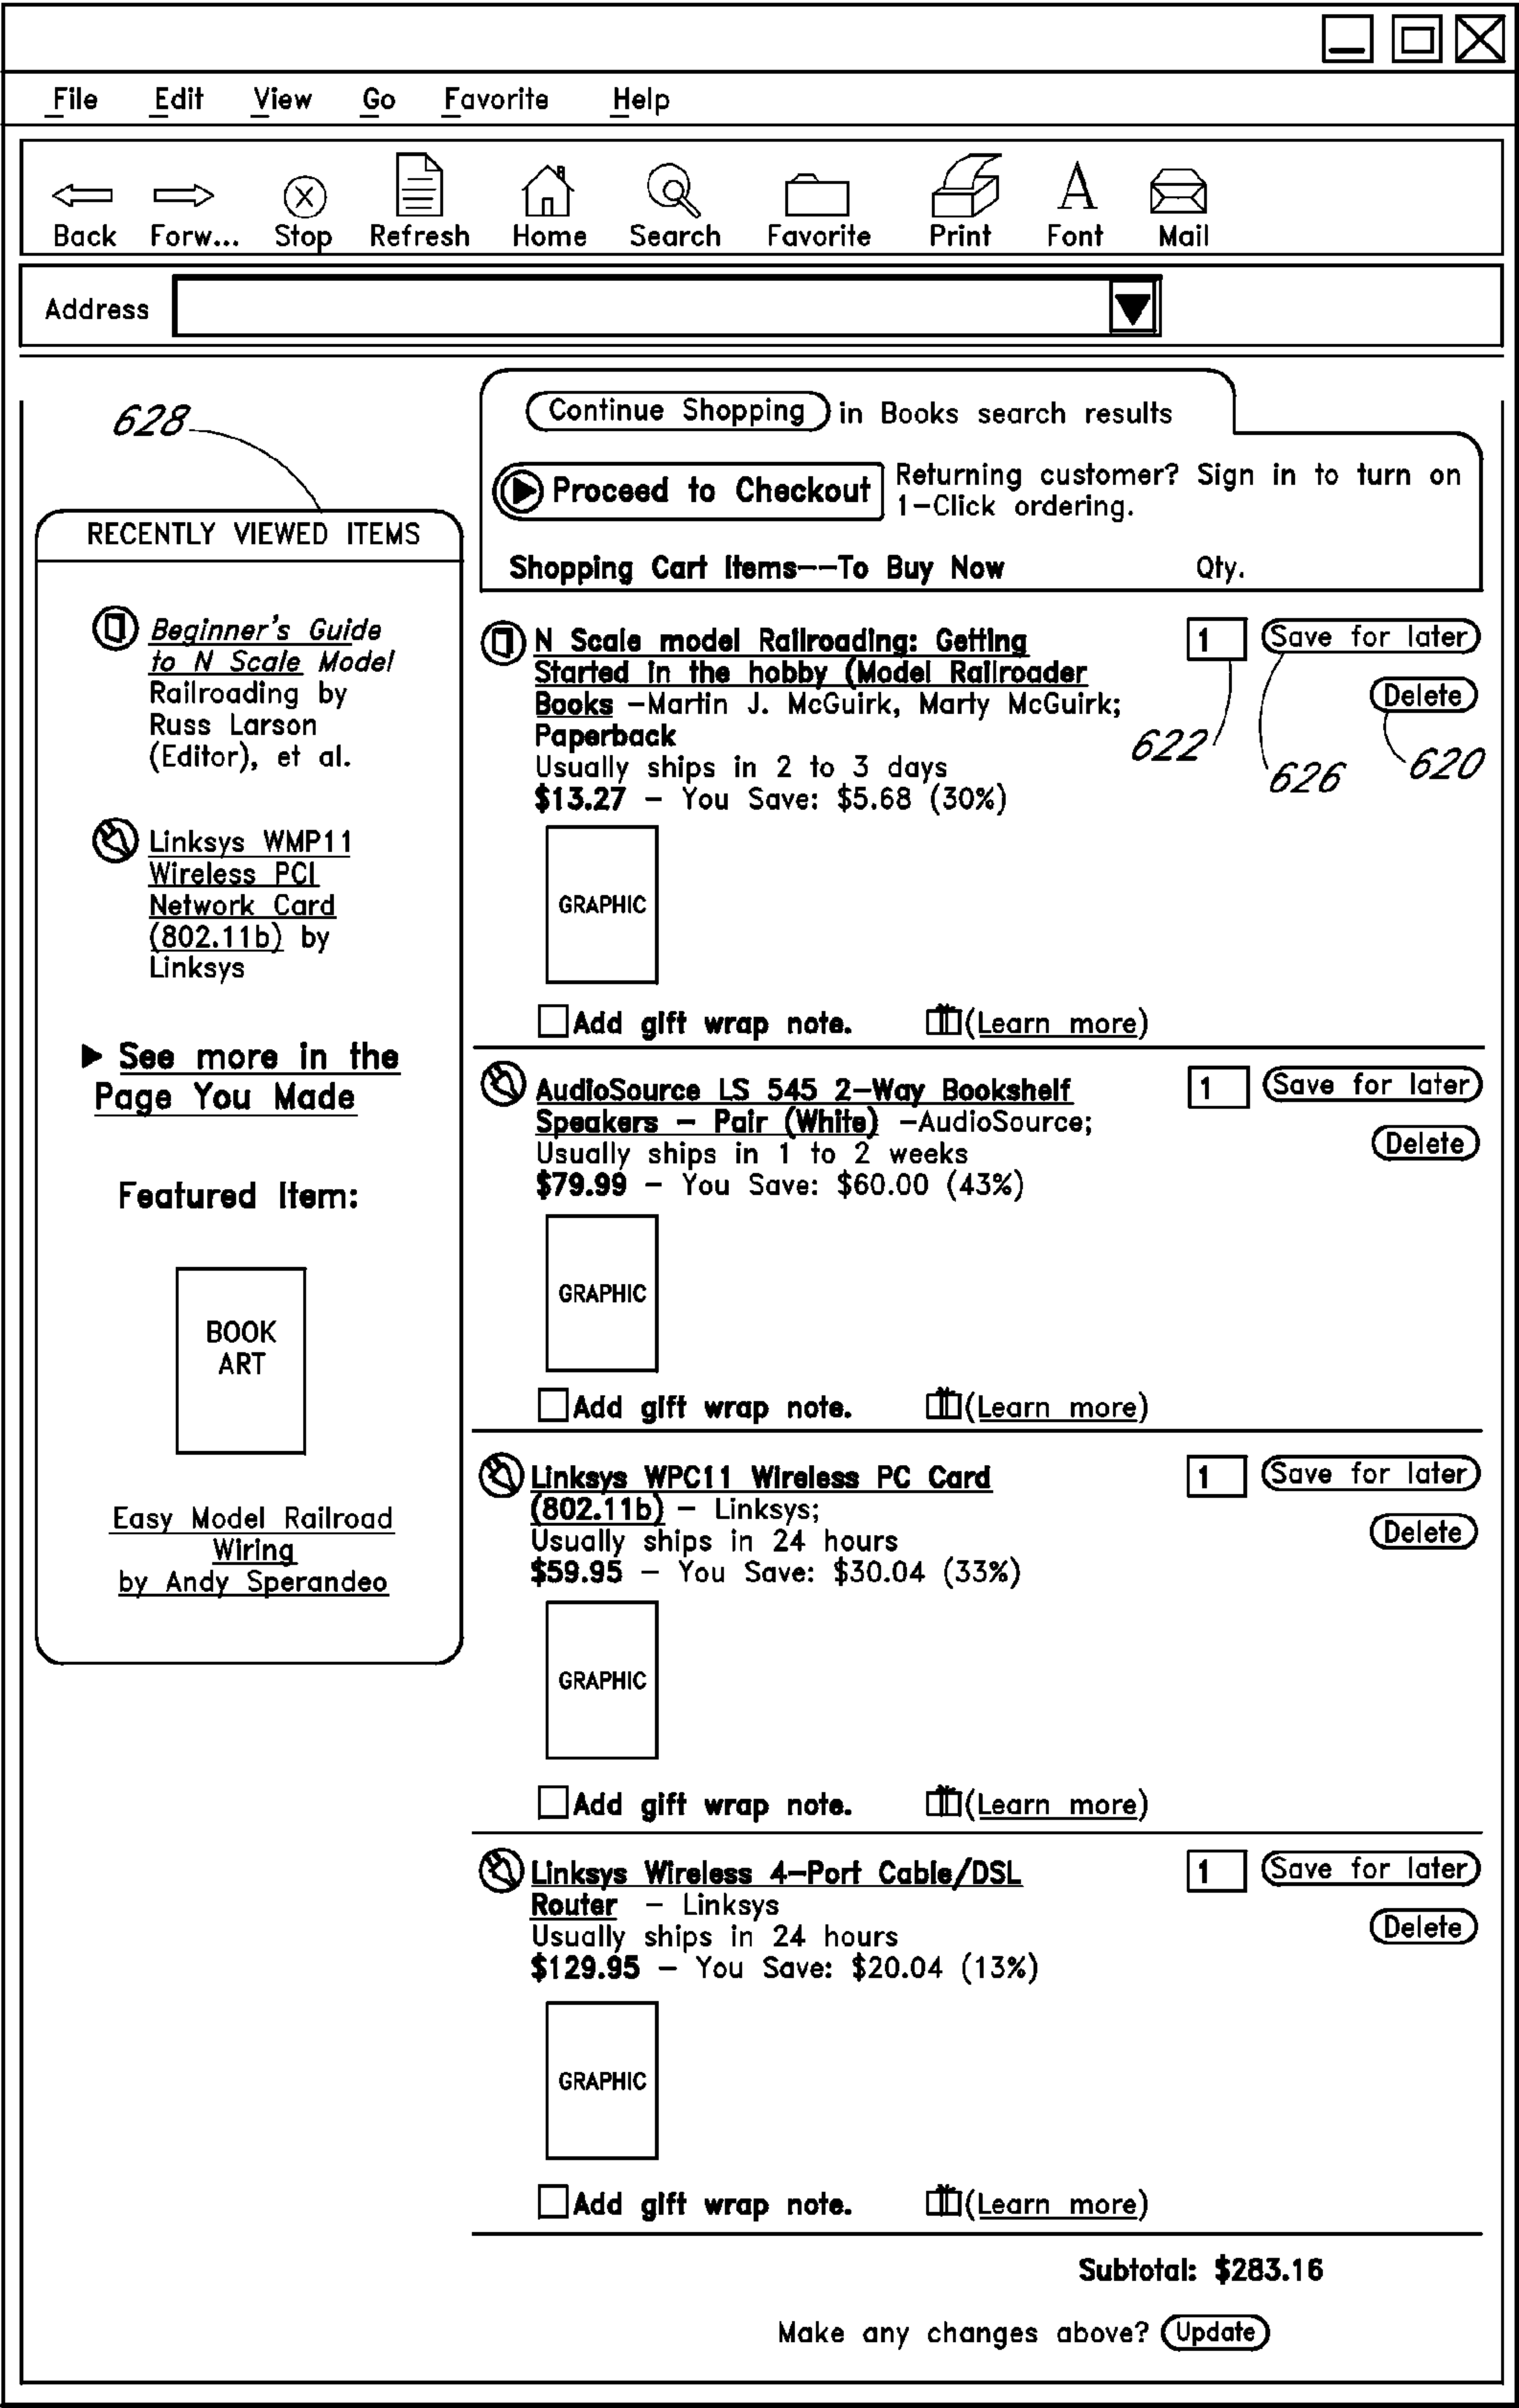 File Edit View Go Favorite Help
Back Forw... Stop Refresh Home Search Favorite Print Font Mail
Address
628
RECENTLY VIEWED ITEMS
Beginner's Guide
to N Scale Model
Railroading by
Russ Larson
(Editor), et al.
Linksys WMP11
Wireless PCI
Network Card
(802.11b) by
Linksys
See more in the
Page You Made
Featured Item:
BOOK
ART
Easy Model Railroad
Wiring
by Andy Sperandeo
Continue Shopping in Books search results
Proceed to Checkout
Returning customer? Sign in to turn on
1-Click ordering.
Shopping Cart Items--To Buy Now Qty.
N Scale model Railroading: Getting
Started in the hobby (Model Railroader
Books -Martin J. McGuirk, Marty McGuirk;
Paperback
Usually ships in 2 to 3 days
$13.27 - You Save: $5.68 (30%)
1 Save for later
Delete
622
626
620
GRAPHIC
Add gift wrap note. (Learn more)
AudioSource LS 545 2-Way Bookshelf
Speakers - Pair (White) -AudioSource;
Usually ships in 1 to 2 weeks
$79.99 - You Save: $60.00 (43%)
1 Save for later
Delete
GRAPHIC
Add gift wrap note. (Learn more)
Linksys WPC11 Wireless PC Card
(802.11b) - Linksys;
Usually ships in 24 hours
$59.95 - You Save: $30.04 (33%)
1 Save for later
Delete
GRAPHIC
Add gift wrap note. (Learn more)
Linksys Wireless 4-Port Cable/DSL
Router - Linksys
Usually ships in 24 hours
$129.95 - You Save: $20.04 (13%)
1 Save for later
Delete
GRAPHIC
Add gift wrap note. (Learn more)
Subtotal: $283.16
Make any changes above? Update